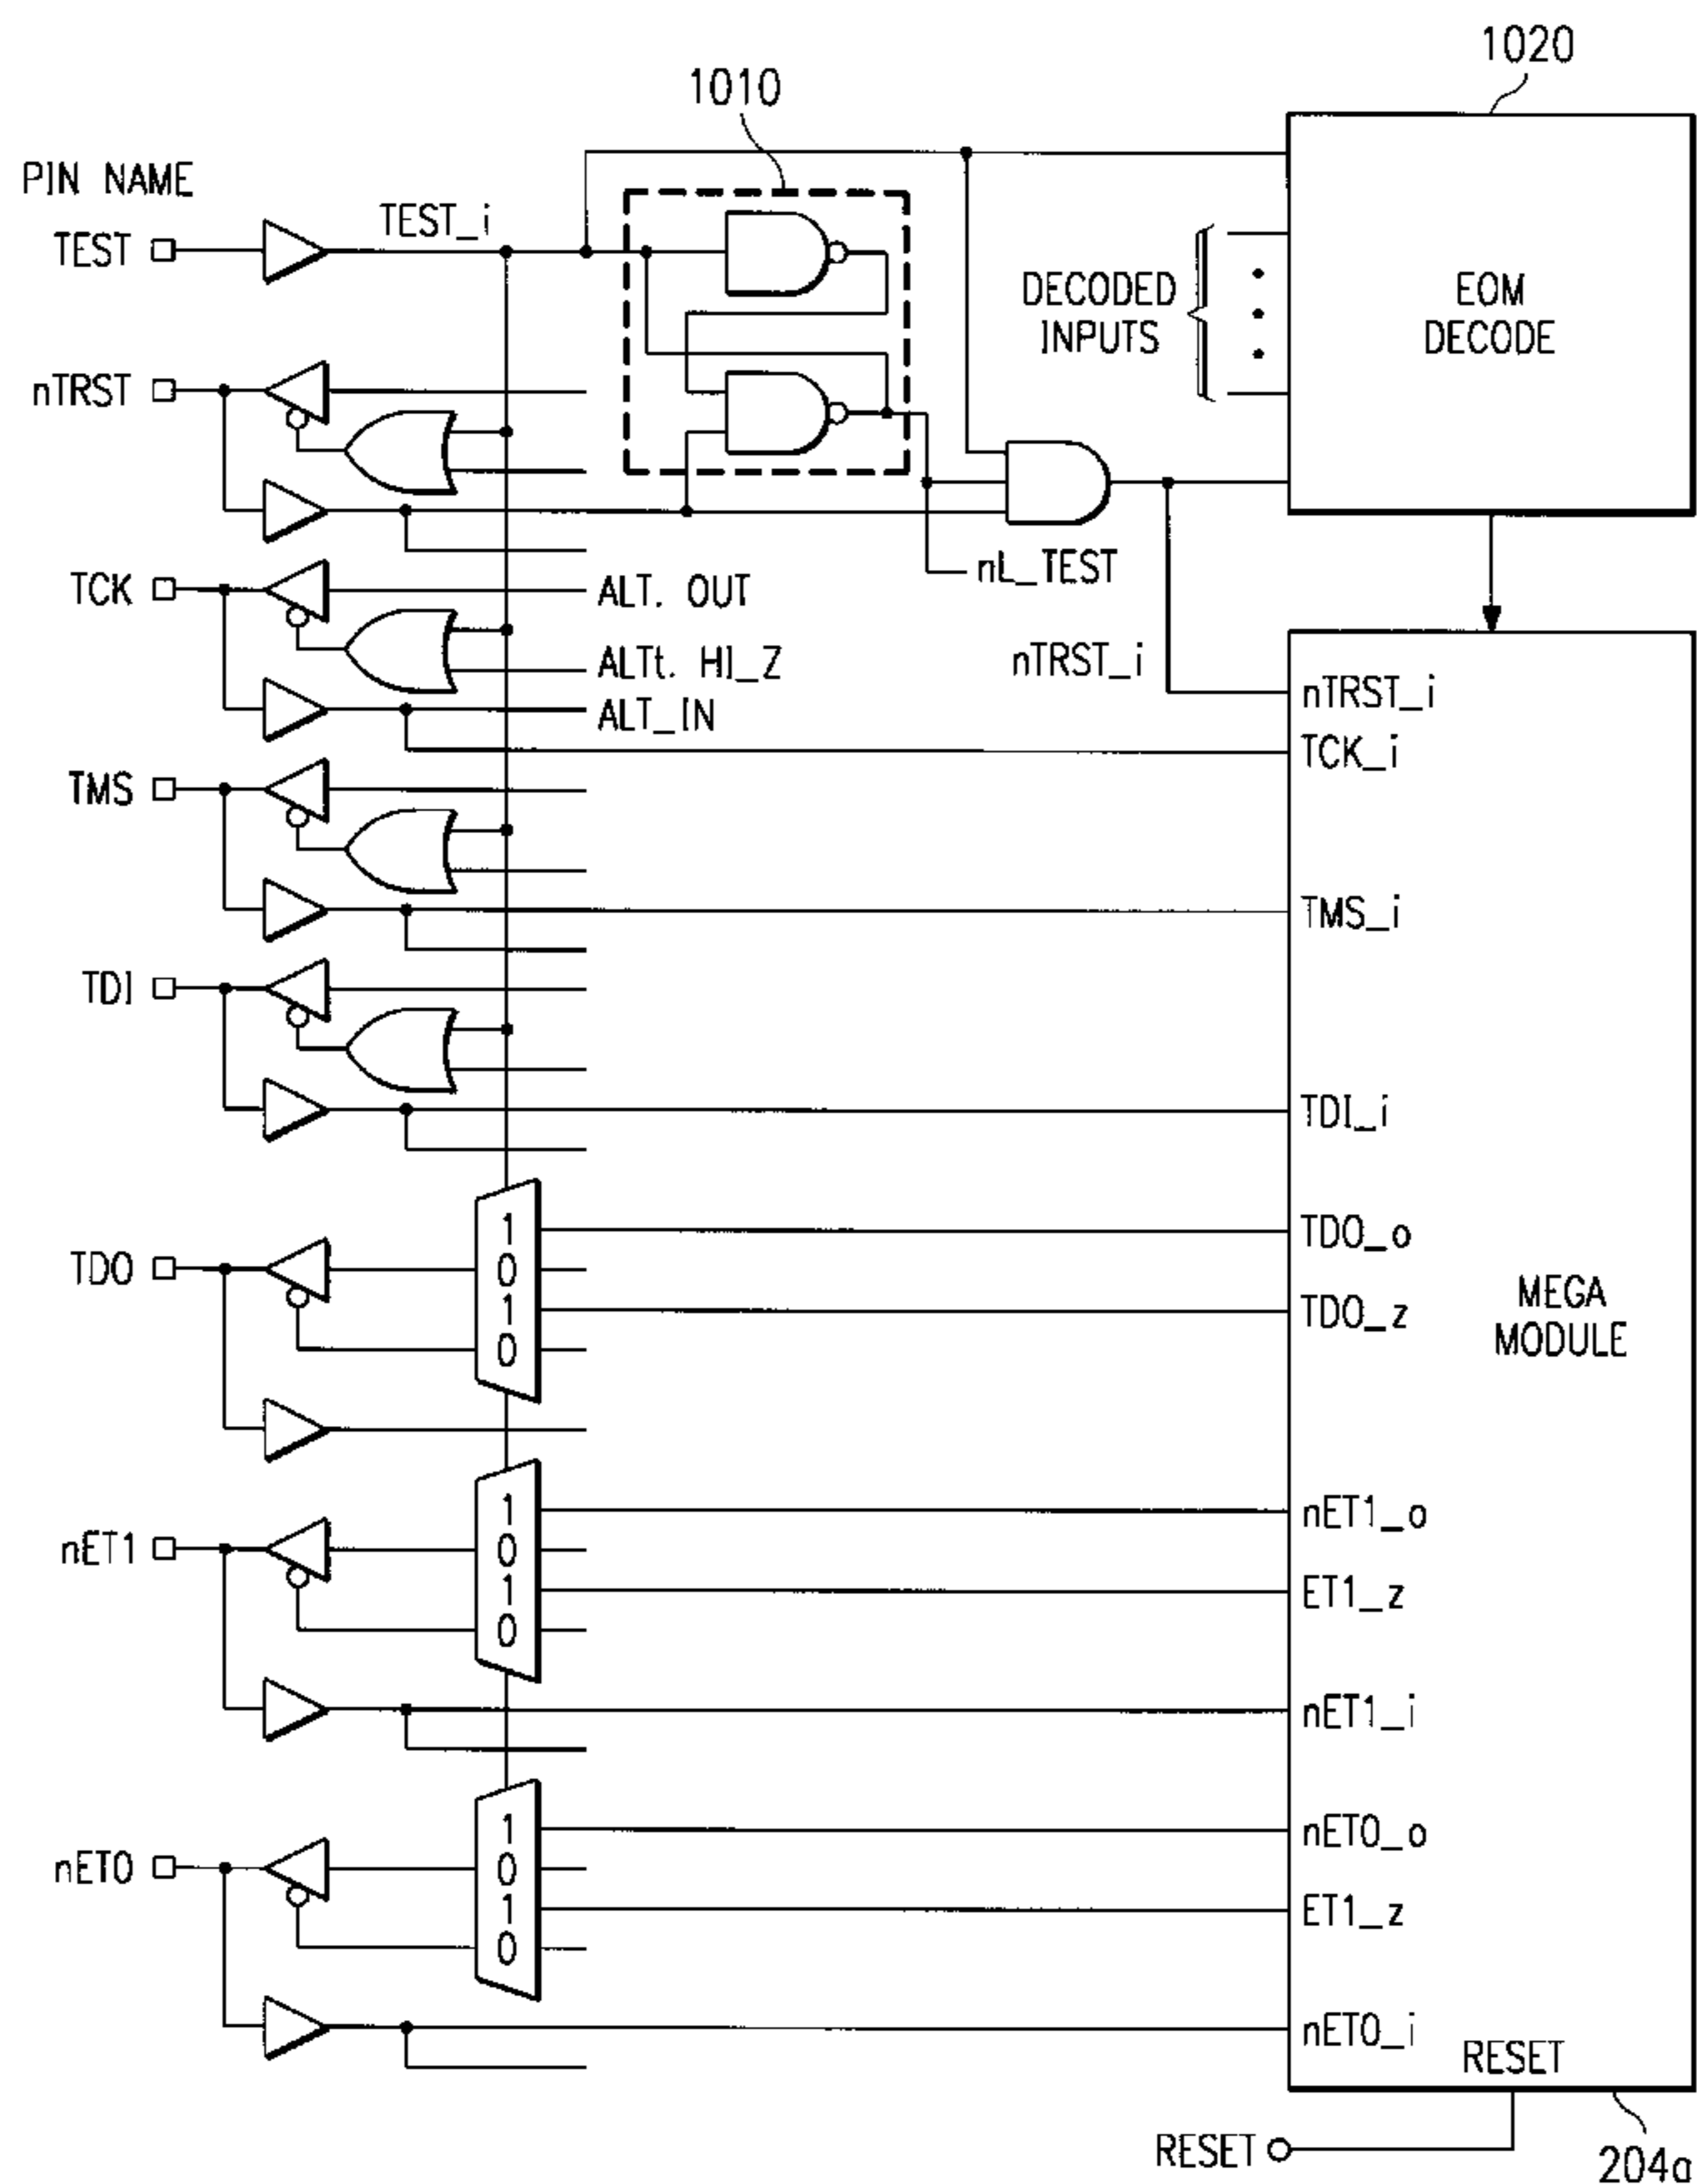 1020
1010
PIN NAME
TEST_i
TEST
DECODED
INPUTS
EOM
DECODE
nTRST
nL_TEST
TCK
ALT. OUT
ALTt. HI_Z
ALT_IN
nTRST_i
nTRST_i
TCK_i
TMS
TMS_i
TDI
TDI_i
TDO
1
0
1
0
TDO_o
TDO_z
MEGA
MODULE
nET1
1
0
1
0
nET1_o
ET1_z
nET1_i
nET0
1
0
1
0
nET0_o
ET1_z
nET0_i
RESET
RESET
204a